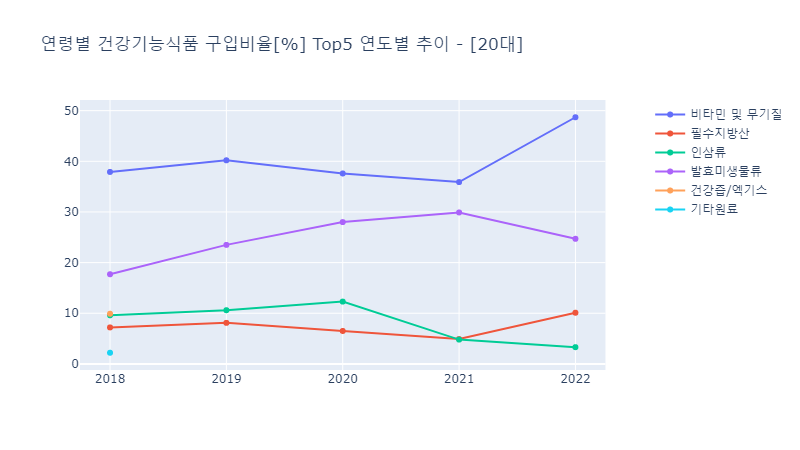 연령별 건강기능식품 구입비율[%] Top5 연도별 추이 - [20대]
비타민 및 무기질
필수지방산
인삼류
발효미생물류
건강즙/엑기스
기타원료
50
40
30
20
10
0
2018 2019 2020 2021 2022